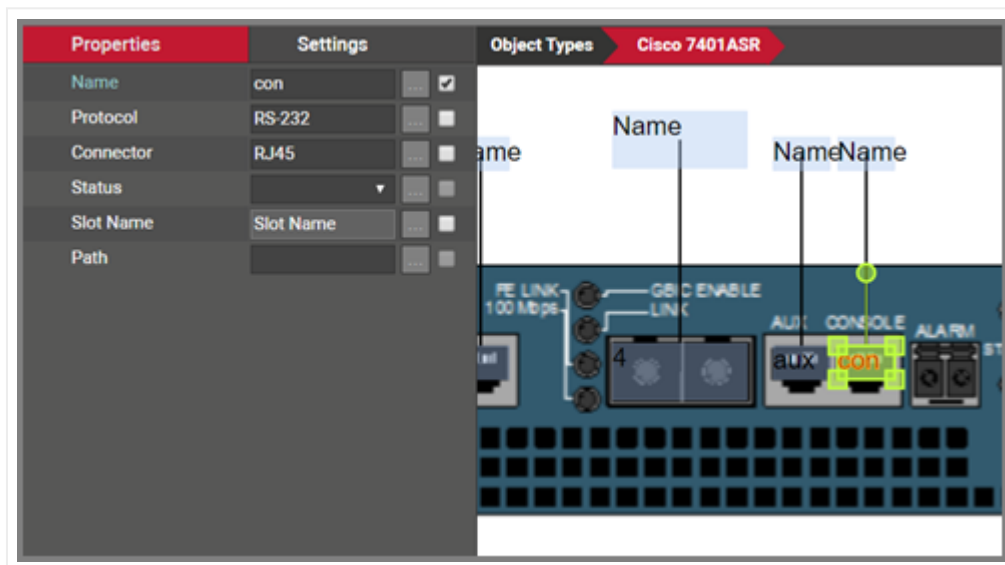 Properties Settings Object Types Cisco 7401ASR
Name con ...
Protocol RS-232 ...
Connector RJ45 ...
Status ...
Slot Name Slot Name ...
Path ...
Name
ame NameName
FE LINK GBIC ENABLE
100 Mbps LINK
AUX CONSOLE ALARM
ST
4 aux con